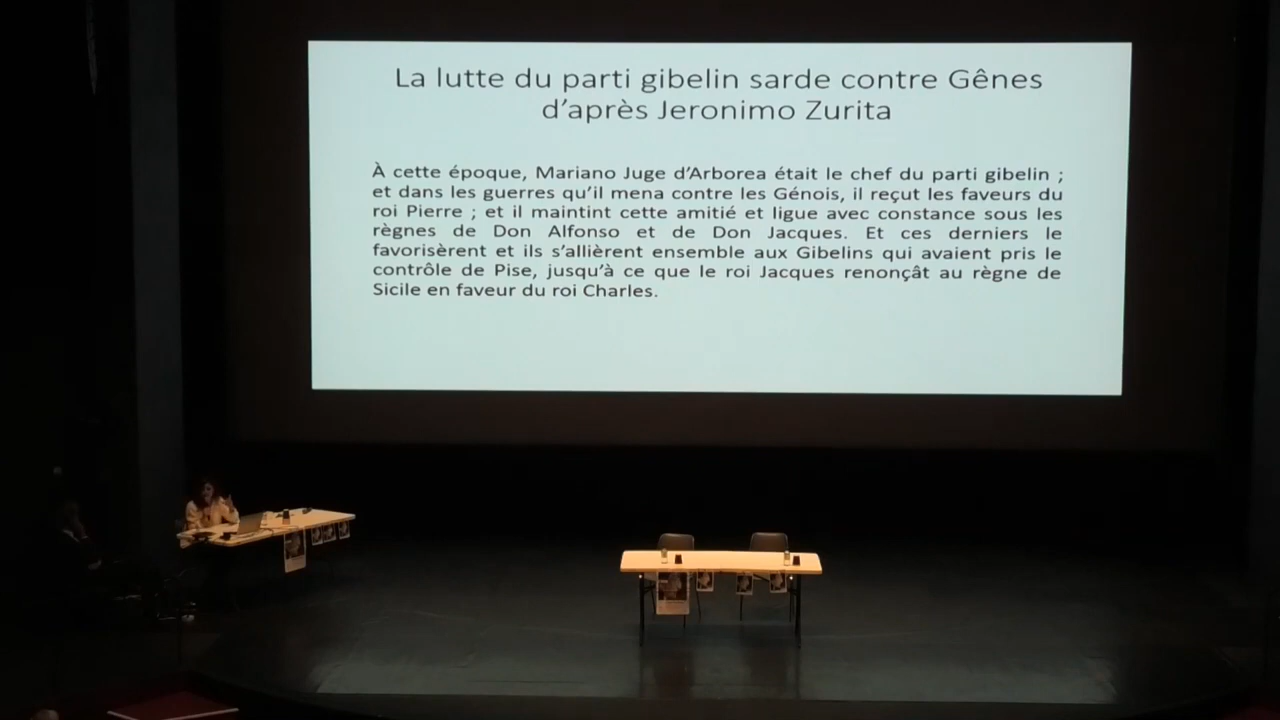 La lutte du parti gibelin sarde contre Gênes
d’après Jeronimo Zurita
À cette époque, Mariano Juge d’Arborea était le chef du parti gibelin ;
et dans les guerres qu’il mena contre les Génois, il reçut les faveurs du
roi Pierre ; et il maintint cette amitié et ligue avec constance sous les
règnes de Don Alfonso et de Don Jacques. Et ces derniers le
favorisèrent et ils s’allièrent ensemble aux Gibelins qui avaient pris le
contrôle de Pise, jusqu’à ce que le roi Jacques renonçât au règne de
Sicile en faveur du roi Charles.